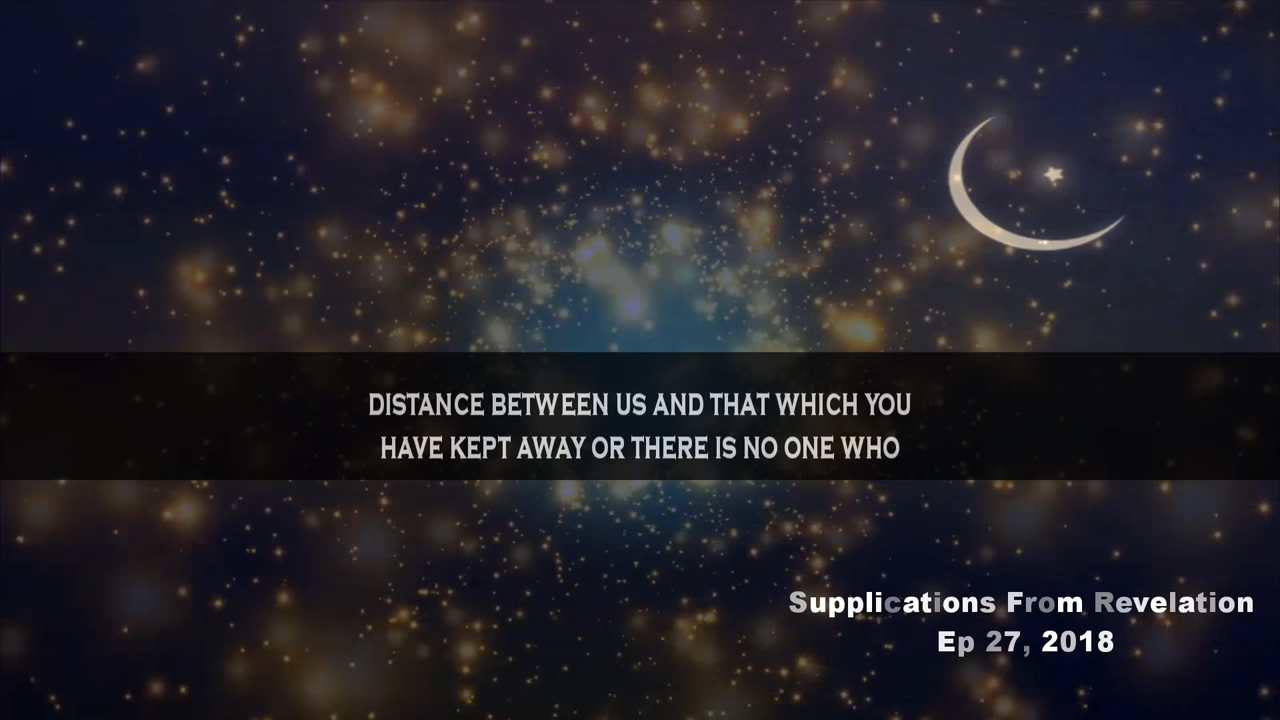 DISTANCE BETWEEN US AND THAT WHICH YOU
HAVE KEPT AWAY OR THERE IS NO ONE WHO
Supplications From Revelation
Ep 27, 2018